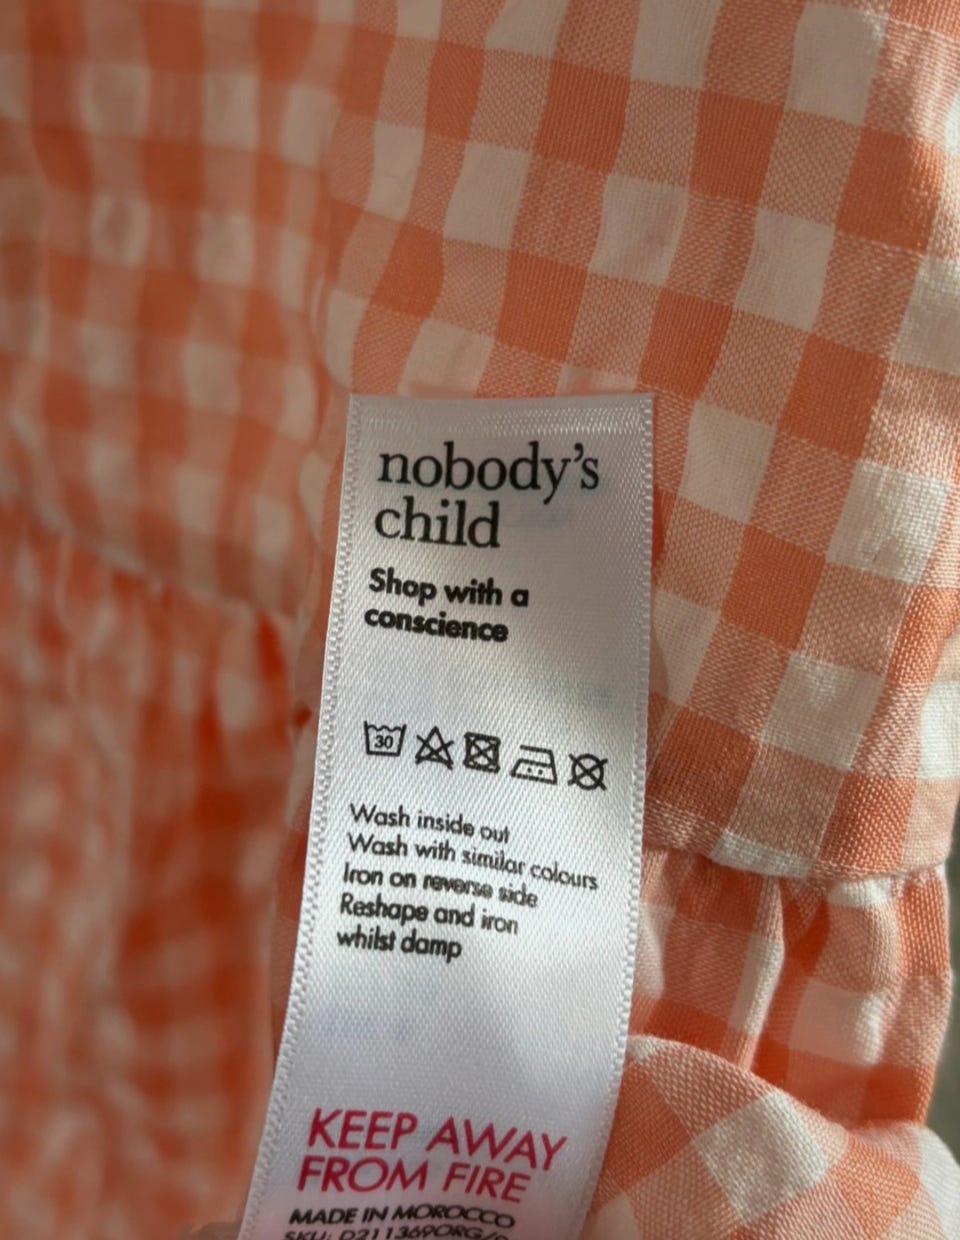 nobody's
child
Shop with a
conscience
30
Wash inside out
Wash with similar colours
Iron on reverse side
Reshape and iron
whilst damp
KEEP AWAY
FROM FIRE
MADE IN MOROCCO
SKU: